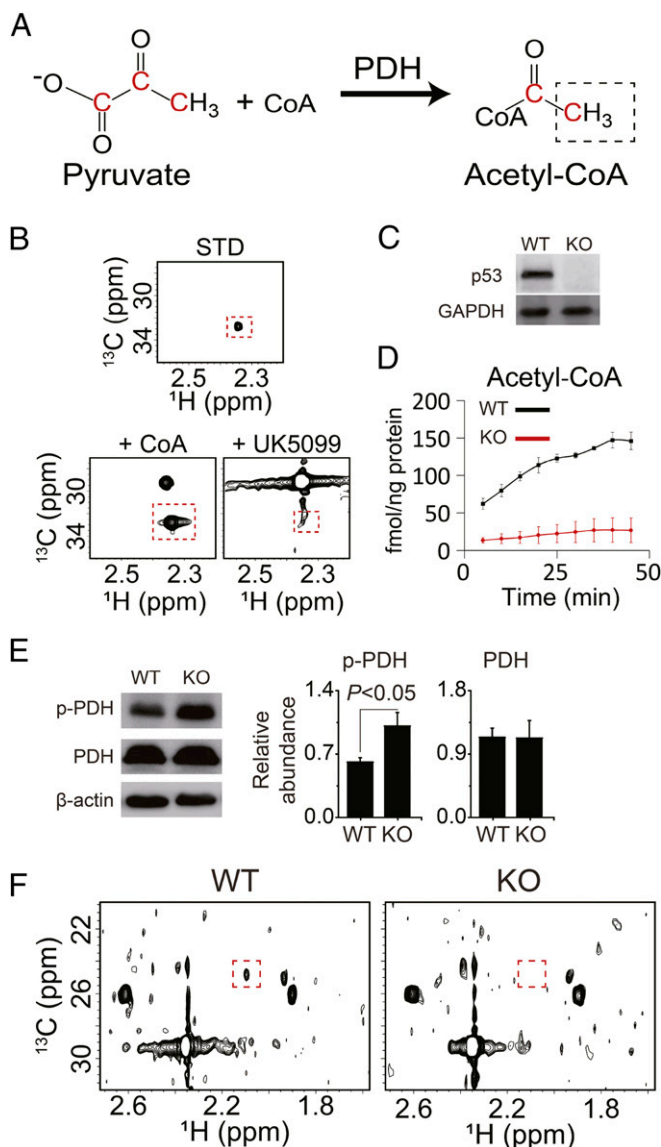 A
O
-O
C
C
CH3
O
+ CoA
PDH
O
C
CoA
CH3
Pyruvate
Acetyl-CoA
B
STD
13C (ppm)
30
34
2.5 2.3
1H (ppm)
+ CoA
+ UK5099
13C (ppm)
30
34
2.5 2.3
1H (ppm)
13C (ppm)
30
34
2.5 2.3
1H (ppm)
C
WT KO
p53
GAPDH
D
Acetyl-CoA
WT
KO
fmol/ng protein
200
150
100
50
0
0 25 50
Time (min)
E
WT KO
p-PDH
PDH
β-actin
p-PDH
P<0.05
Relative
abundance
1.4
0.7
0.0
WT KO
PDH
1.8
0.9
0.0
WT KO
F
WT
KO
13C (ppm)
22
26
30
2.6 2.2 1.8
1H (ppm)
2.6 2.2 1.8
1H (ppm)